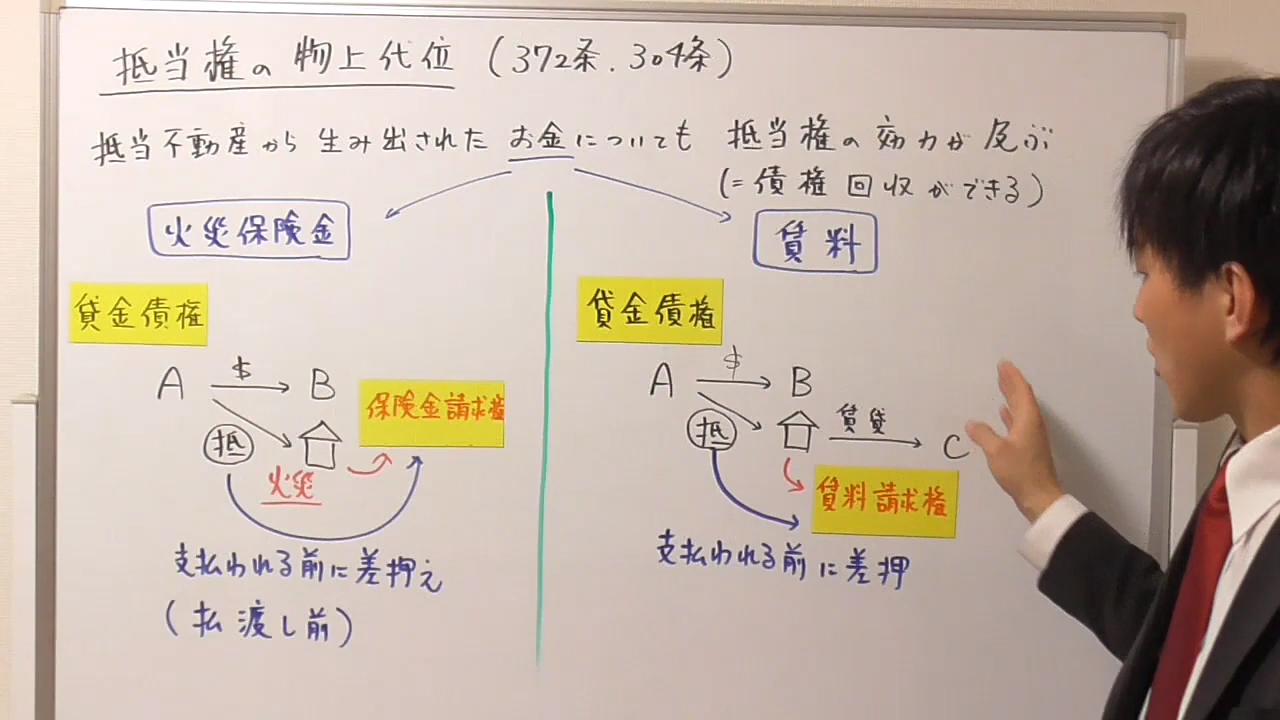 抵当権の物上代位（372条.304条）
抵当不動産から生み出されたお金についても 抵当権の効力が及ぶ
(=債権回収ができる)
火災保険金
貸金債権
A $ B
保険金請求権
抵
火災
支払われる前に差押え
(払渡し前)
賃料
貸金債権
A $ B
抵 賃貸 C
賃料請求権
支払われる前に差押